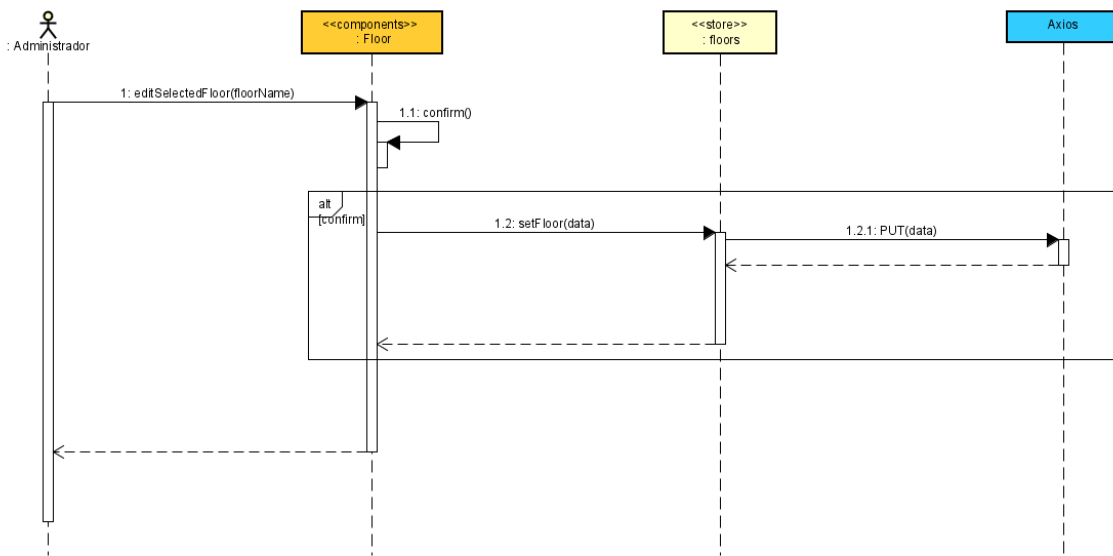 : Administrador
<<components>>
: Floor
<<store>>
: floors
Axios
1: editSelectedFloor(floorName)
1.1: confirm()
alt
[confirm]
1.2: setFloor(data)
1.2.1: PUT(data)